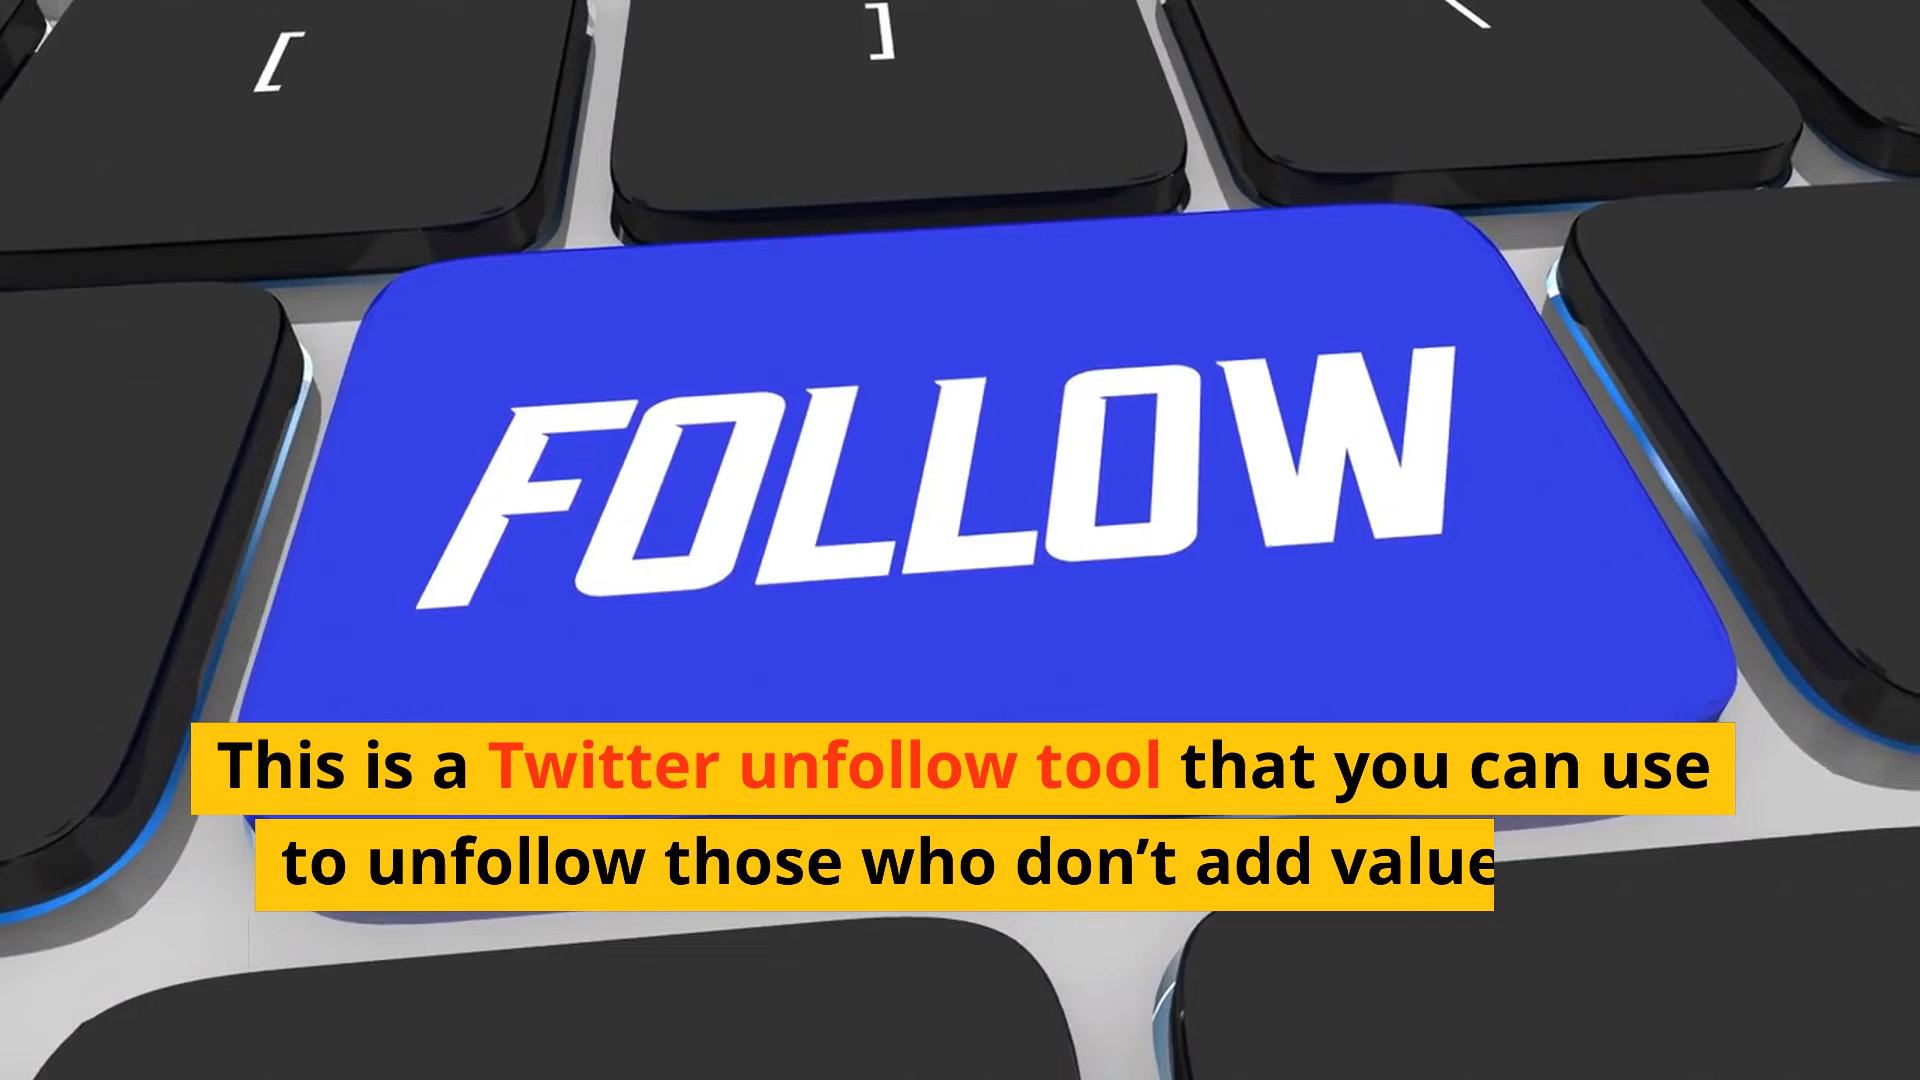 [ ] \
FOLLOW
This is a Twitter unfollow tool that you can use
to unfollow those who don’t add value